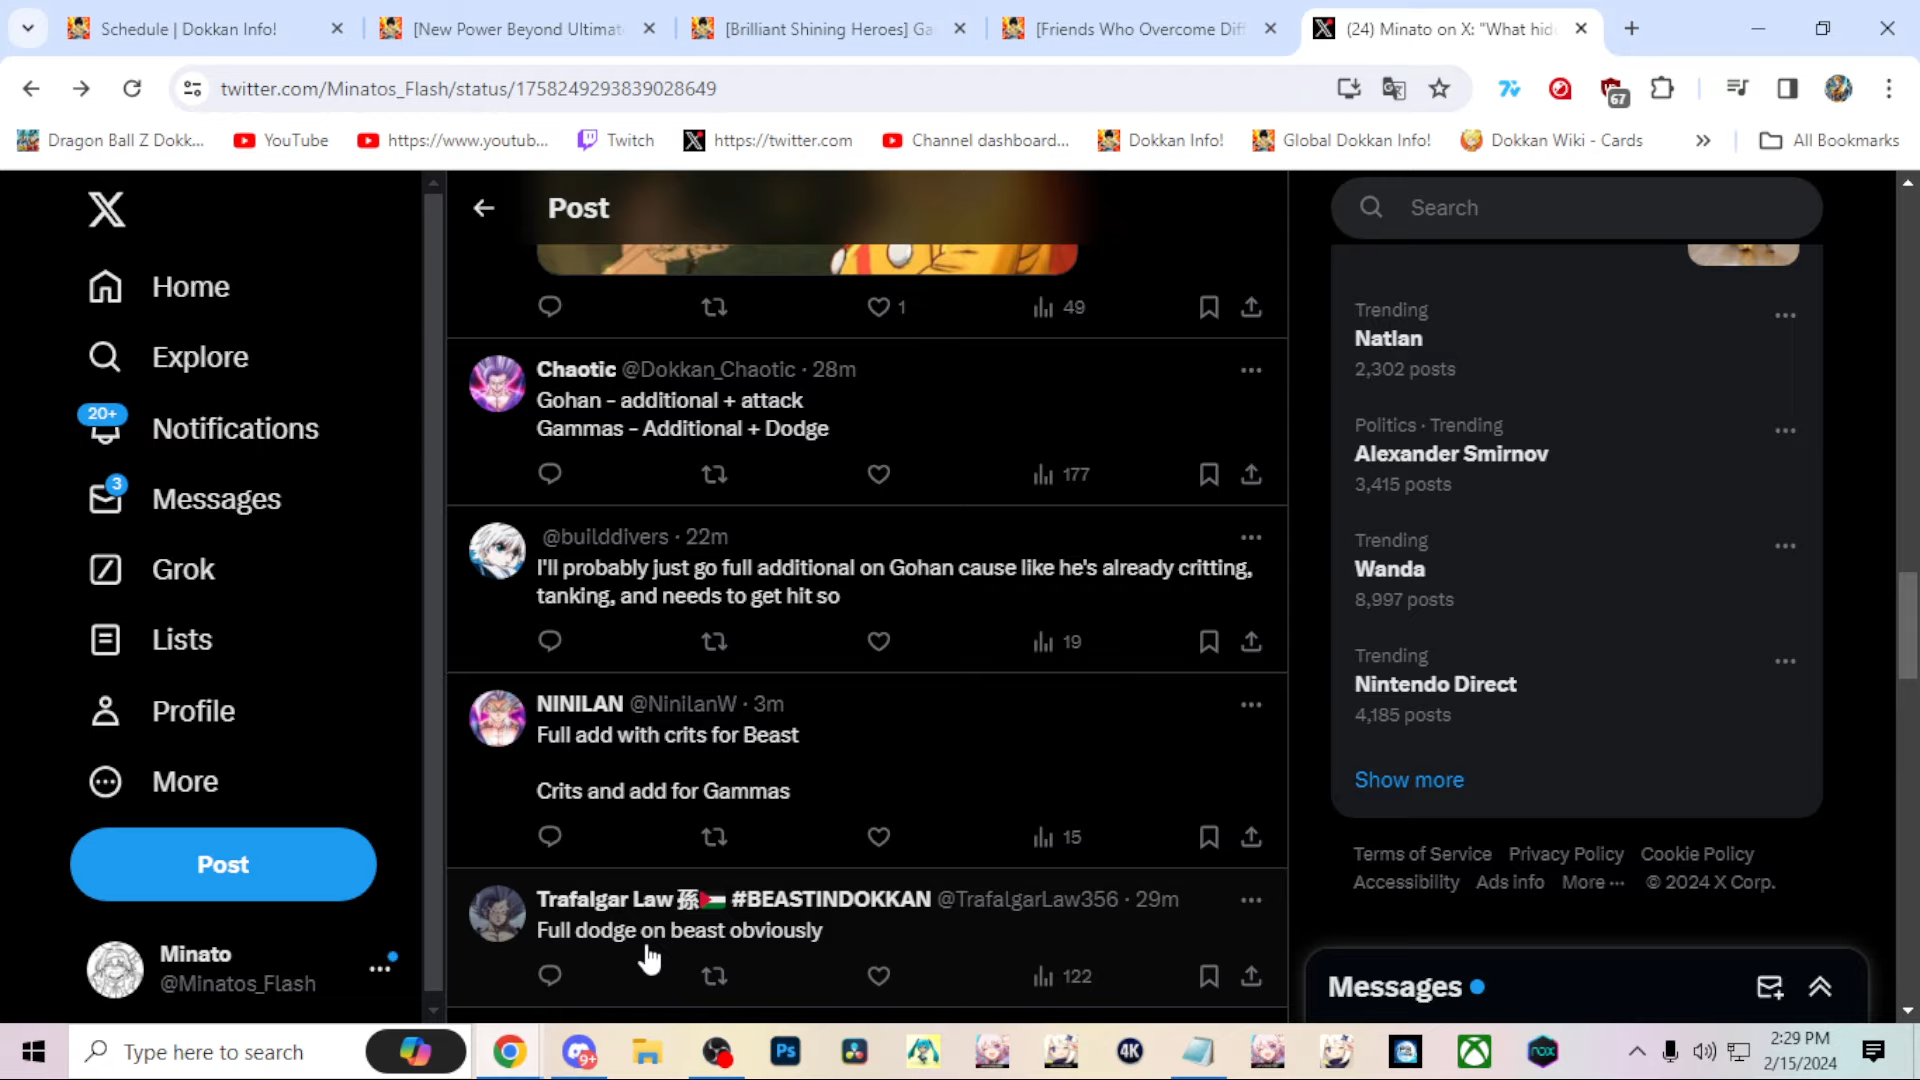 Schedule | Dokkan Info!
[New Power Beyond Ultimat
[Brilliant Shining Heroes] Ga
[Friends Who Overcome Dif
(24) Minato on X: "What hid
twitter.com/Minatos_Flash/status/1758249293839028649
67
Dragon Ball Z Dokk...
YouTube
https://www.youtub...
Twitch
https://twitter.com
Channel dashboard...
Dokkan Info!
Global Dokkan Info!
Dokkan Wiki - Cards
All Bookmarks
Home
Explore
20+
Notifications
3
Messages
Grok
Lists
Profile
More
Post
Minato
@Minatos_Flash
Post
1
49
Chaotic @Dokkan_Chaotic · 28m
Gohan - additional + attack
Gammas - Additional + Dodge
177
@builddivers · 22m
I'll probably just go full additional on Gohan cause like he's already critting,
tanking, and needs to get hit so
19
NINILAN @NinilanW · 3m
Full add with crits for Beast
Crits and add for Gammas
15
Trafalgar Law 孫🇵🇸 #BEASTINDOKKAN @TrafalgarLaw356 · 29m
Full dodge on beast obviously
122
Search
Trending
Natlan
2,302 posts
Politics · Trending
Alexander Smirnov
3,415 posts
Trending
Wanda
8,997 posts
Trending
Nintendo Direct
4,185 posts
Show more
Terms of Service Privacy Policy Cookie Policy
Accessibility Ads info More ··· © 2024 X Corp.
Messages
Type here to search
9+
Ps
4K
nox
2:29 PM
2/15/2024